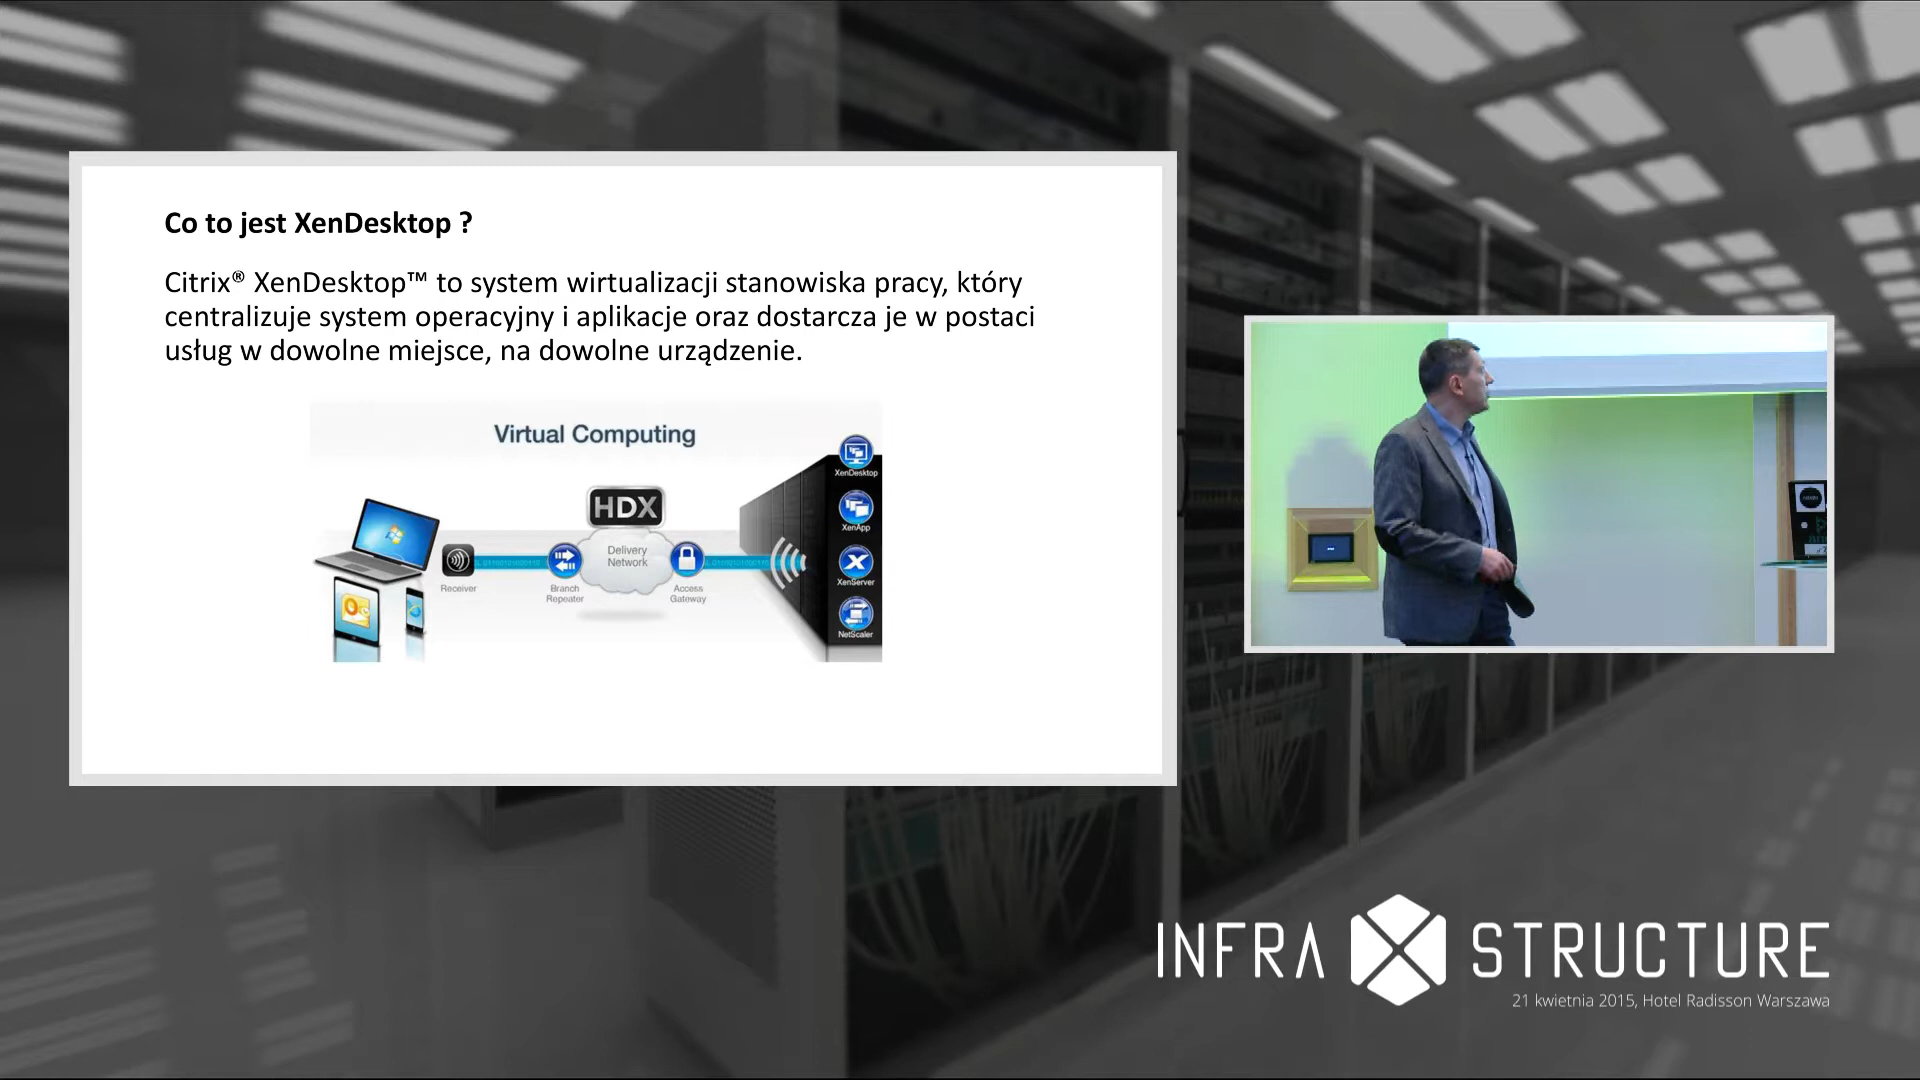 Co to jest XenDesktop ?
Citrix® XenDesktop™ to system wirtualizacji stanowiska pracy, który
centralizuje system operacyjny i aplikacje oraz dostarcza je w postaci
usług w dowolne miejsce, na dowolne urządzenie.
Virtual Computing
HDX
Delivery
Network
Receiver
Branch
Repeater
Access
Gateway
XenDesktop
XenApp
XenServer
NetScaler
INFRA STRUCTURE
21 kwietnia 2015, Hotel Radisson Warszawa